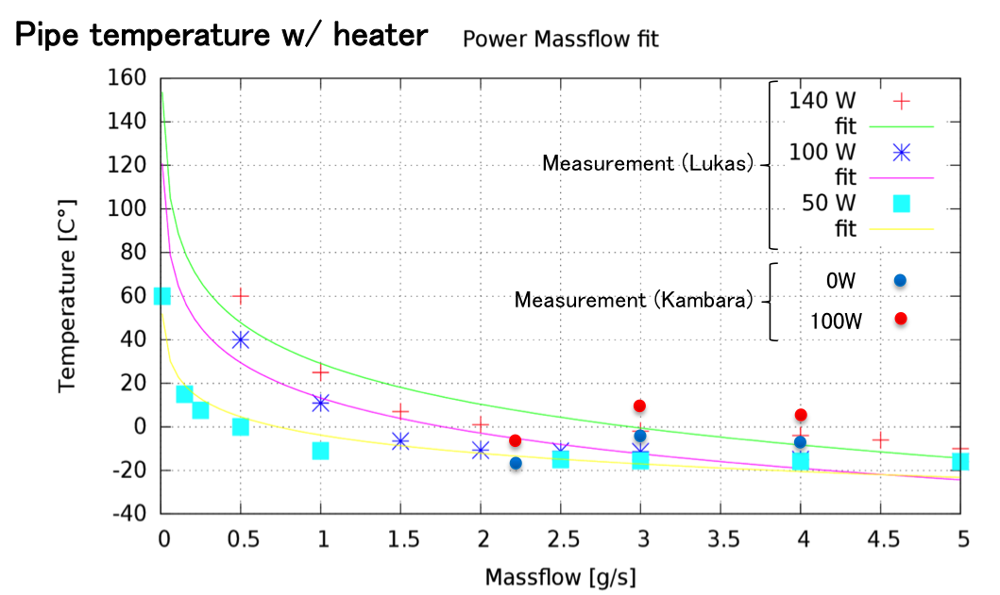 Pipe temperature w/ heater
Power Massflow fit
160
140
120
100
80
60
40
20
0
-20
-40
Temperature [C°]
140 W
fit
100 W
fit
50 W
fit
Measurement (Lukas)
0W
Measurement (Kambara)
100W
0 0.5 1 1.5 2 2.5 3 3.5 4 4.5 5
Massflow [g/s]